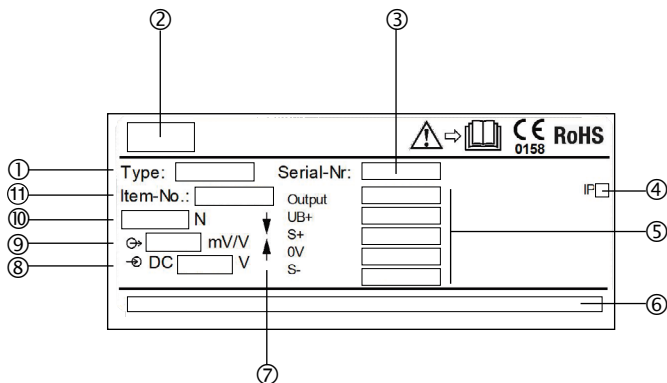 ② ③
CE RoHS
0158
① Type: Serial-Nr:
⑪ Item-No.: Output IP ④
⑩ N UB+
⑨ mV/V S+ ⑤
⑧ DC V 0V
S-
⑥
⑦